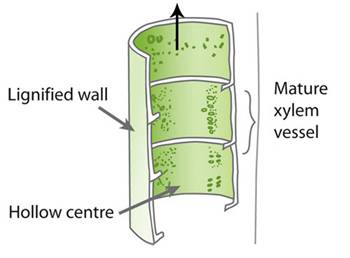 Lignified wall
Hollow centre
Mature
xylem
vessel